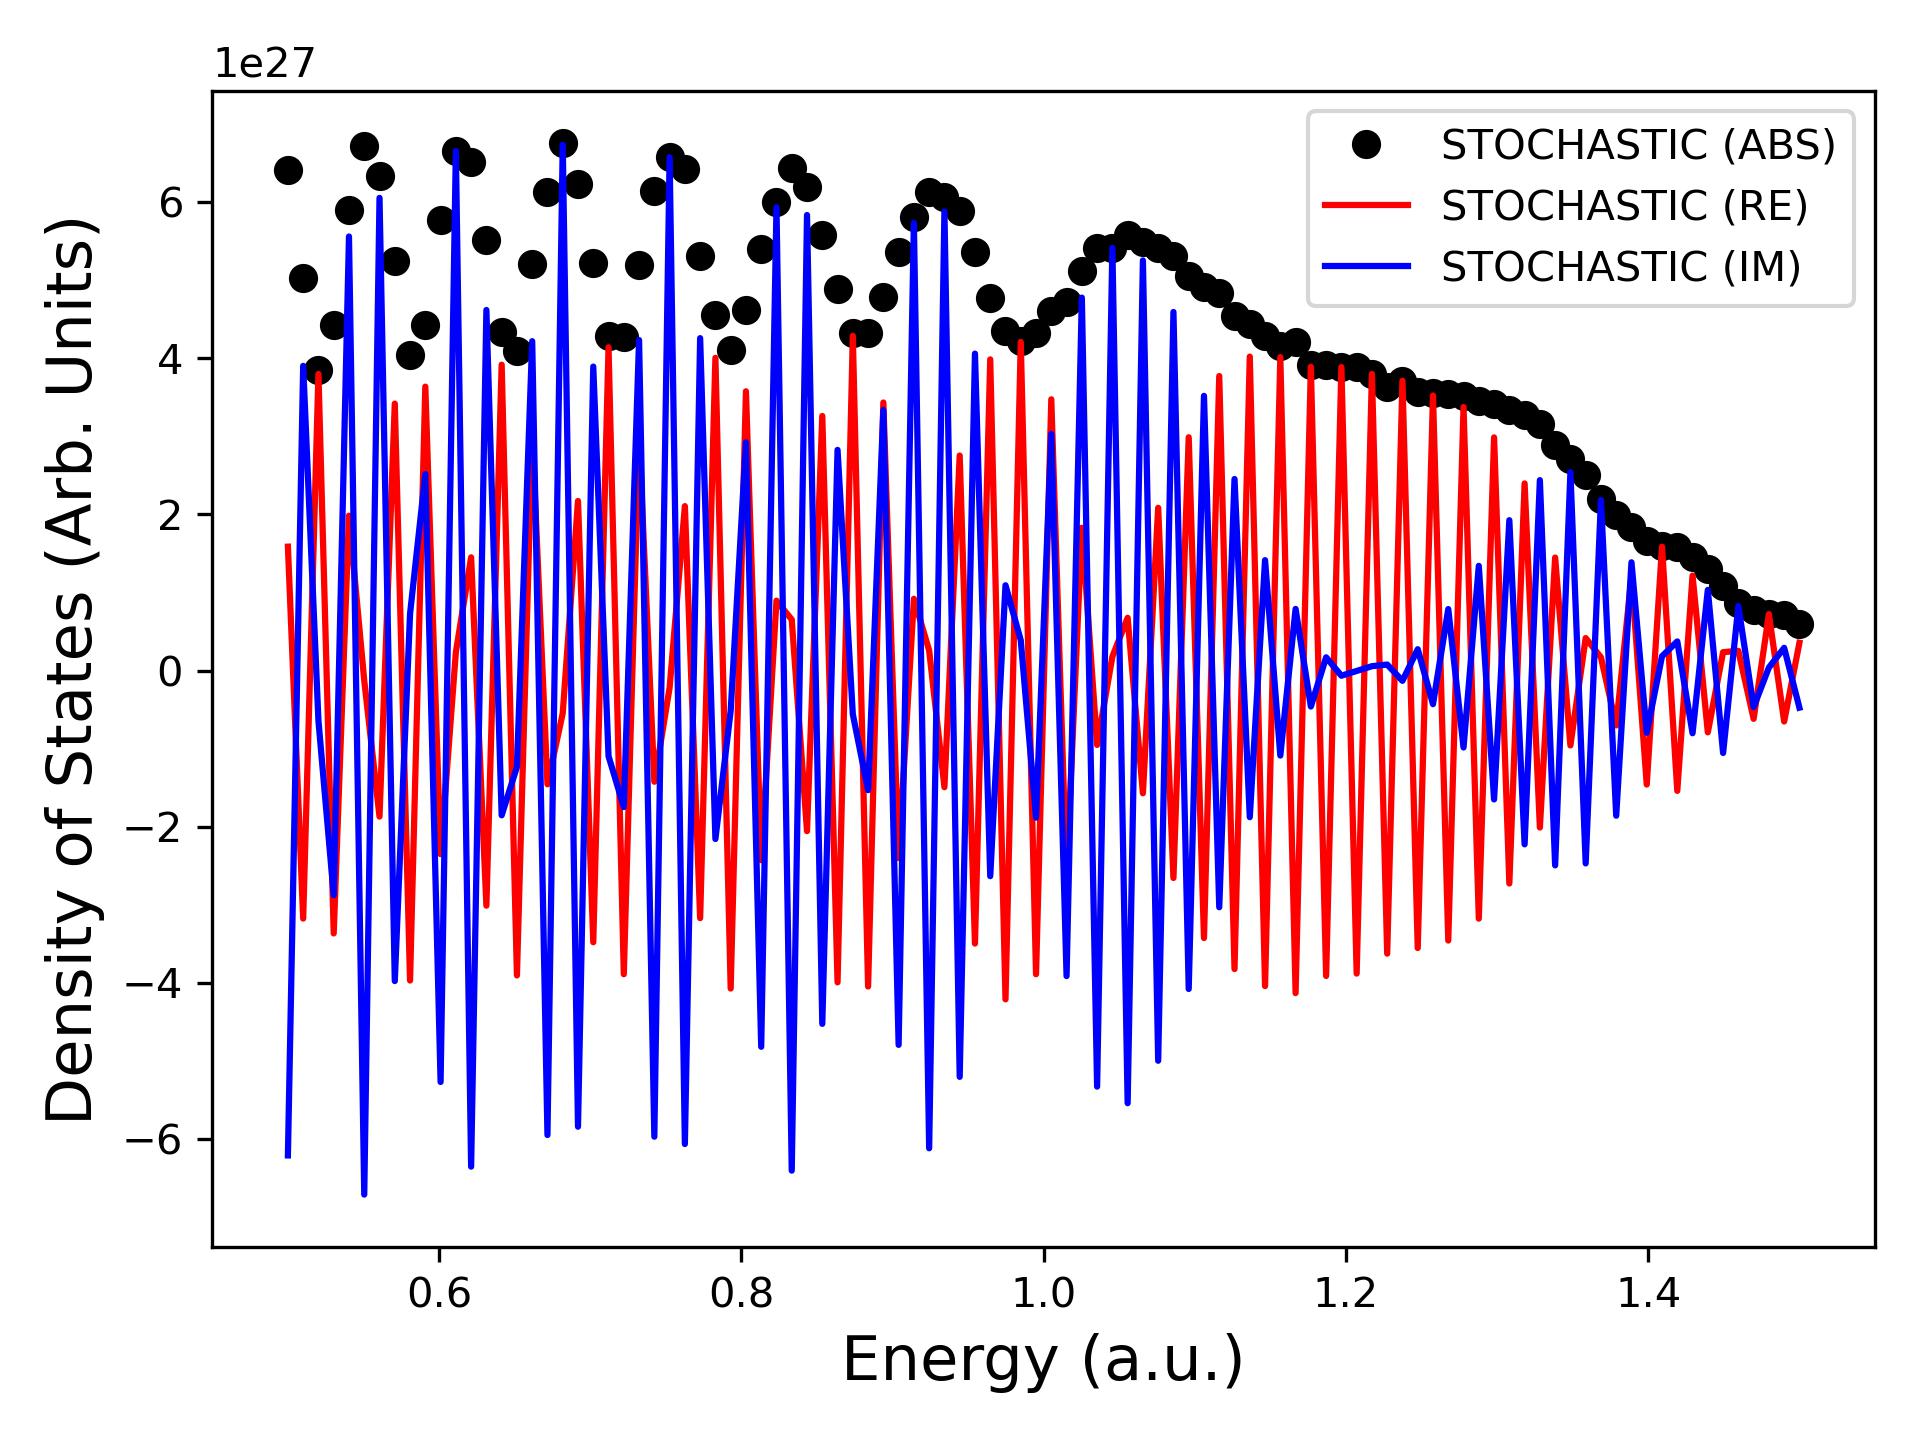 1e27
STOCHASTIC (ABS)
STOCHASTIC (RE)
STOCHASTIC (IM)
Density of States (Arb. Units)
6
4
2
0
−2
−4
−6
0.6 0.8 1.0 1.2 1.4
Energy (a.u.)